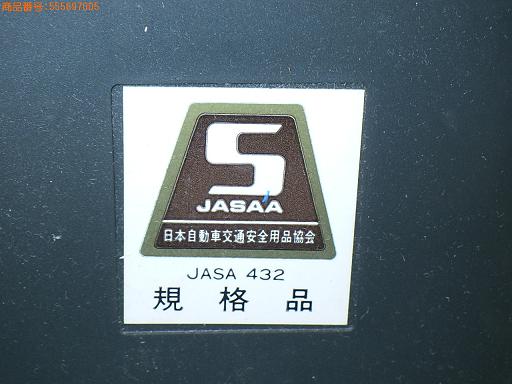 商品番号:555697005
S
JASAA
日本自動車交通安全用品協会
JASA 432
規格品